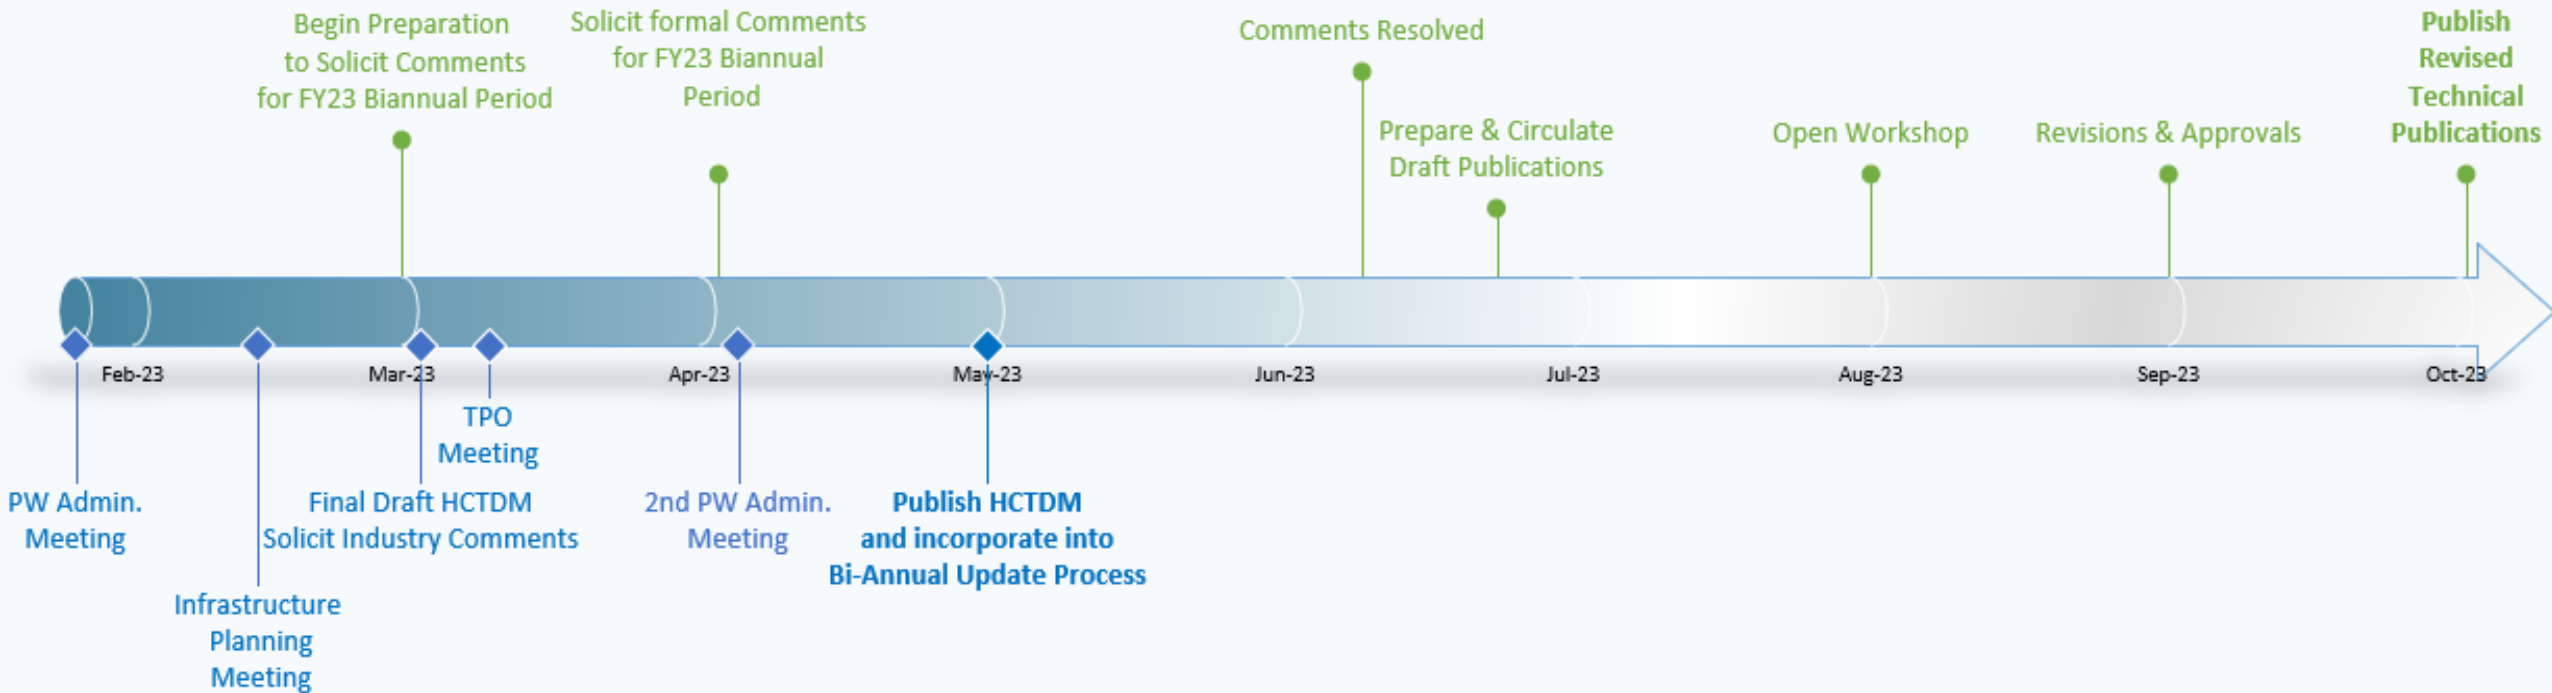 Begin Preparation
to Solicit Comments
for FY23 Biannual Period
Solicit formal Comments
for FY23 Biannual
Period
Comments Resolved
Prepare & Circulate
Draft Publications
Open Workshop
Revisions & Approvals
Publish
Revised
Technical
Publications
Feb-23
Mar-23
Apr-23
May-23
Jun-23
Jul-23
Aug-23
Sep-23
Oct-23
PW Admin.
Meeting
Infrastructure
Planning
Meeting
Final Draft HCTDM
Solicit Industry Comments
TPO
Meeting
2nd PW Admin.
Meeting
Publish HCTDM
and incorporate into
Bi-Annual Update Process